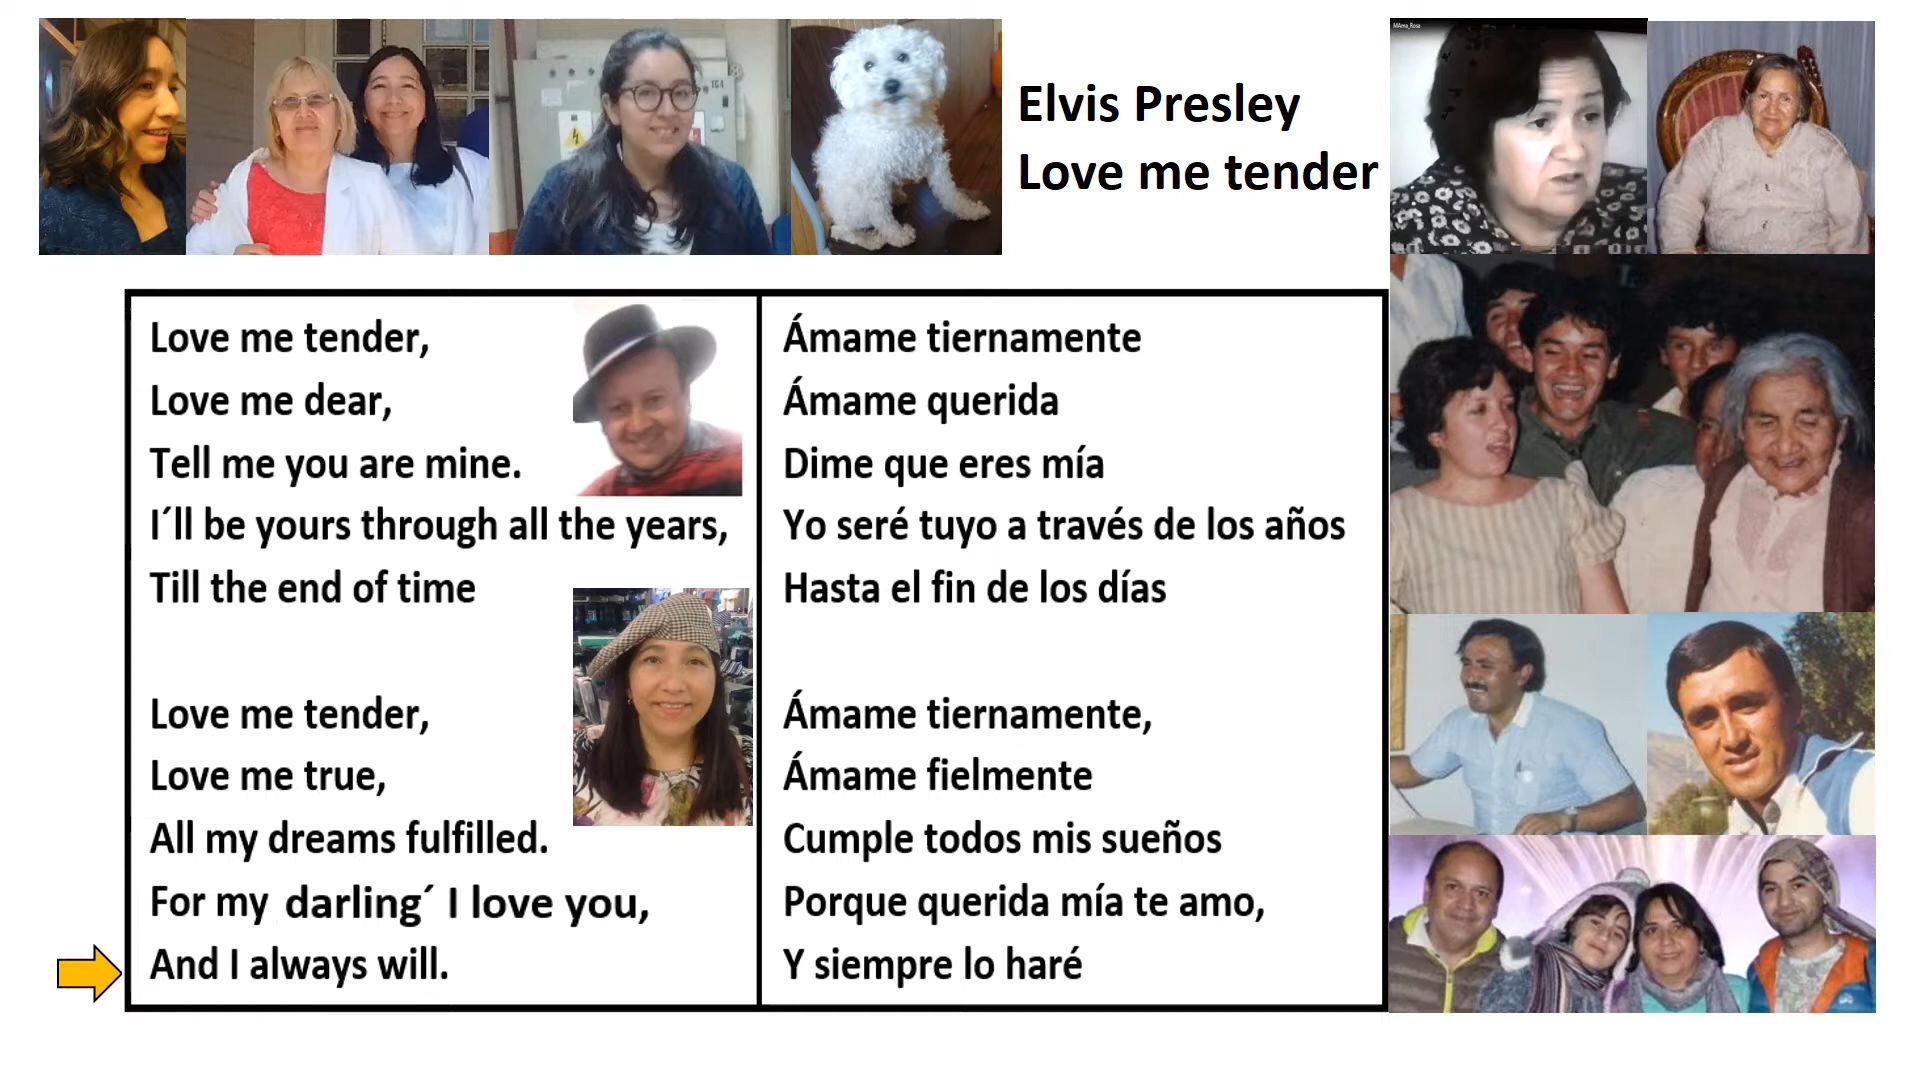 Elvis Presley
Love me tender
MAma_Rosa
TC4
Love me tender,
Love me dear,
Tell me you are mine.
I´ll be yours through all the years,
Till the end of time
Love me tender,
Love me true,
All my dreams fulfilled.
For my darling´ I love you,
And I always will.
Ámame tiernamente
Ámame querida
Dime que eres mía
Yo seré tuyo a través de los años
Hasta el fin de los días
Ámame tiernamente,
Ámame fielmente
Cumple todos mis sueños
Porque querida mía te amo,
Y siempre lo haré